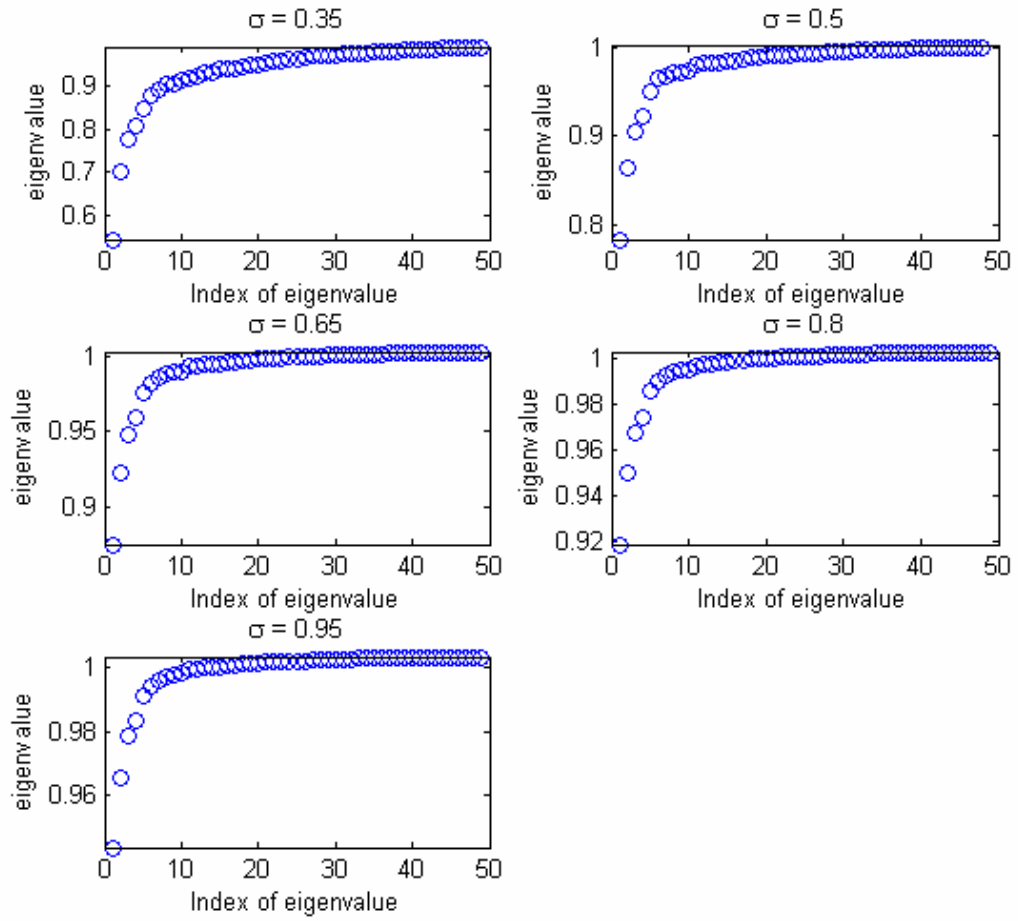 σ = 0.35
0.9
0.8
0.7
0.6
eigenvalue
0 10 20 30 40 50
Index of eigenvalue
σ = 0.5
1
0.9
0.8
eigenvalue
0 10 20 30 40 50
Index of eigenvalue
σ = 0.65
1
0.95
0.9
eigenvalue
0 10 20 30 40 50
Index of eigenvalue
σ = 0.8
1
0.98
0.96
0.94
0.92
eigenvalue
0 10 20 30 40 50
Index of eigenvalue
σ = 0.95
1
0.98
0.96
eigenvalue
0 10 20 30 40 50
Index of eigenvalue